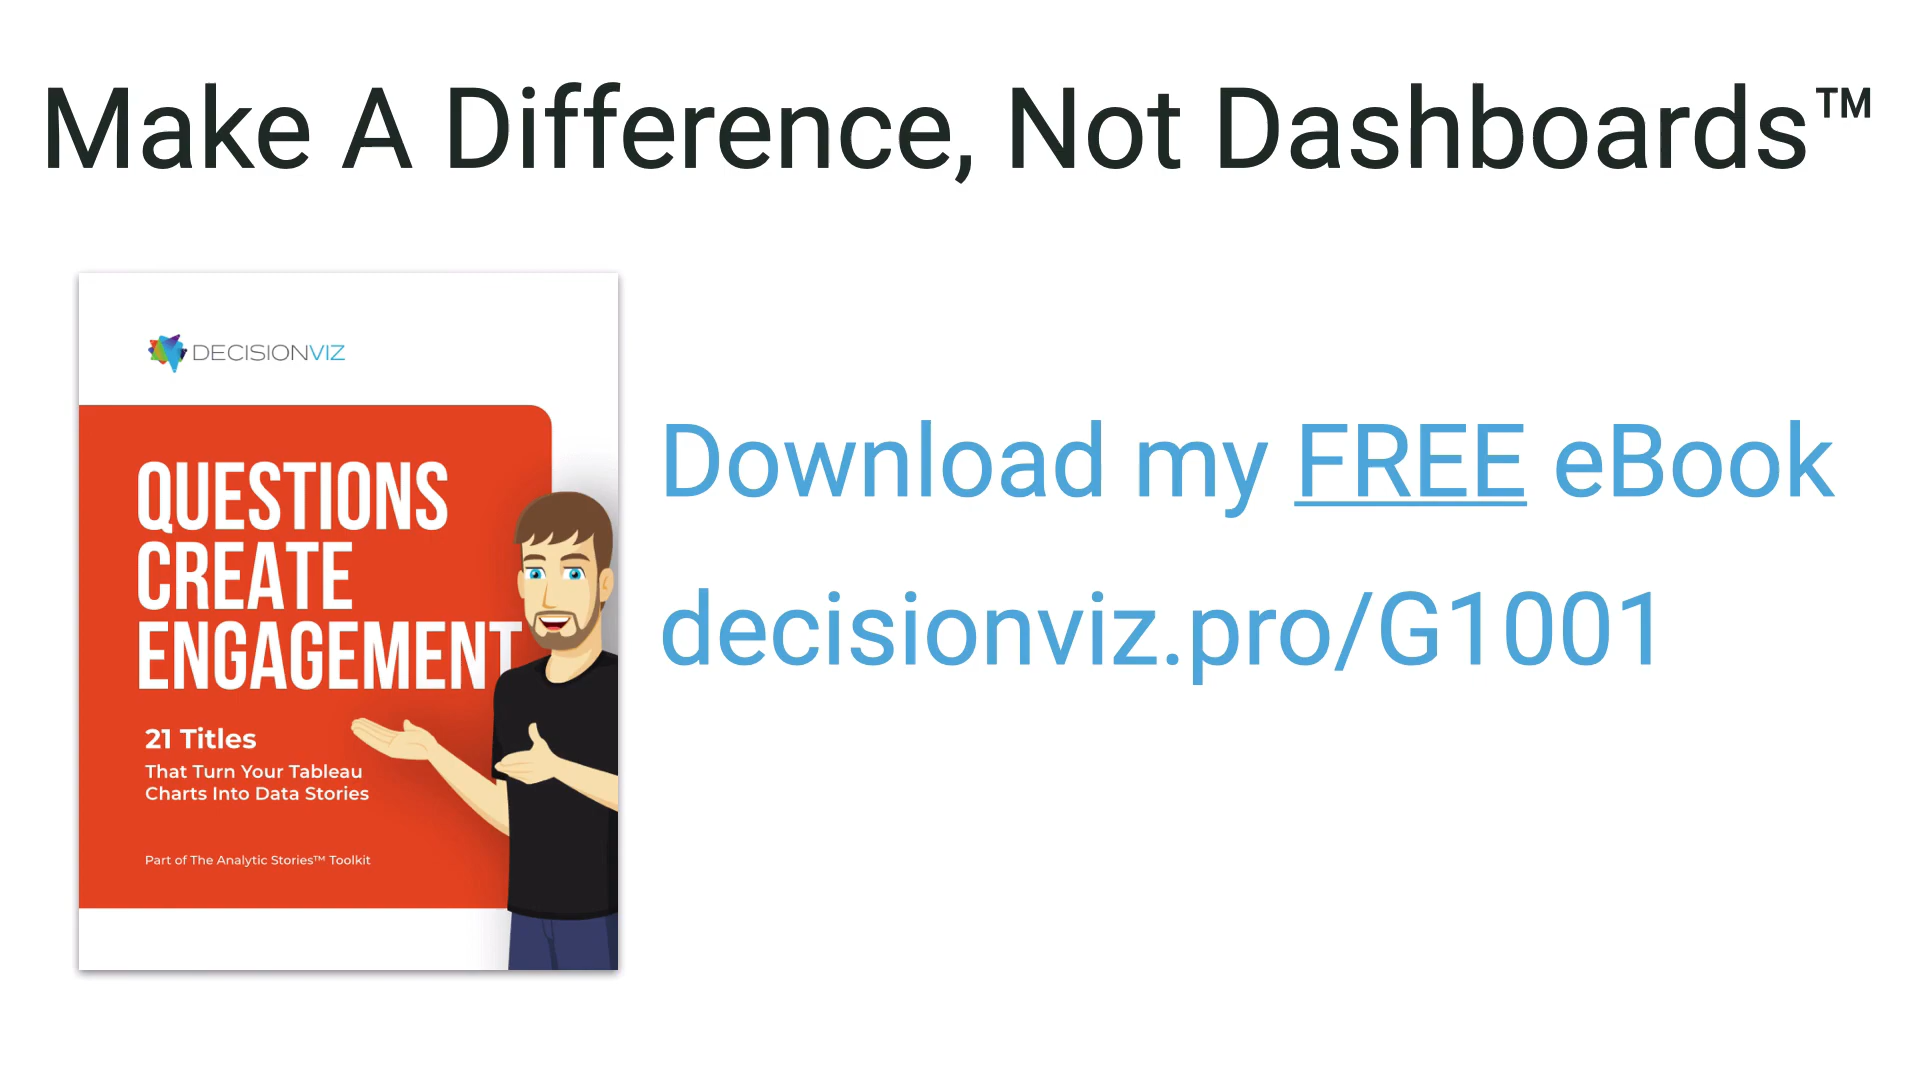 Make A Difference, Not Dashboards™
DECISIONVIZ
QUESTIONS
CREATE
ENGAGEMENT
21 Titles
That Turn Your Tableau
Charts Into Data Stories
Part of The Analytic Stories™ Toolkit
Download my FREE eBook
decisionviz.pro/G1001